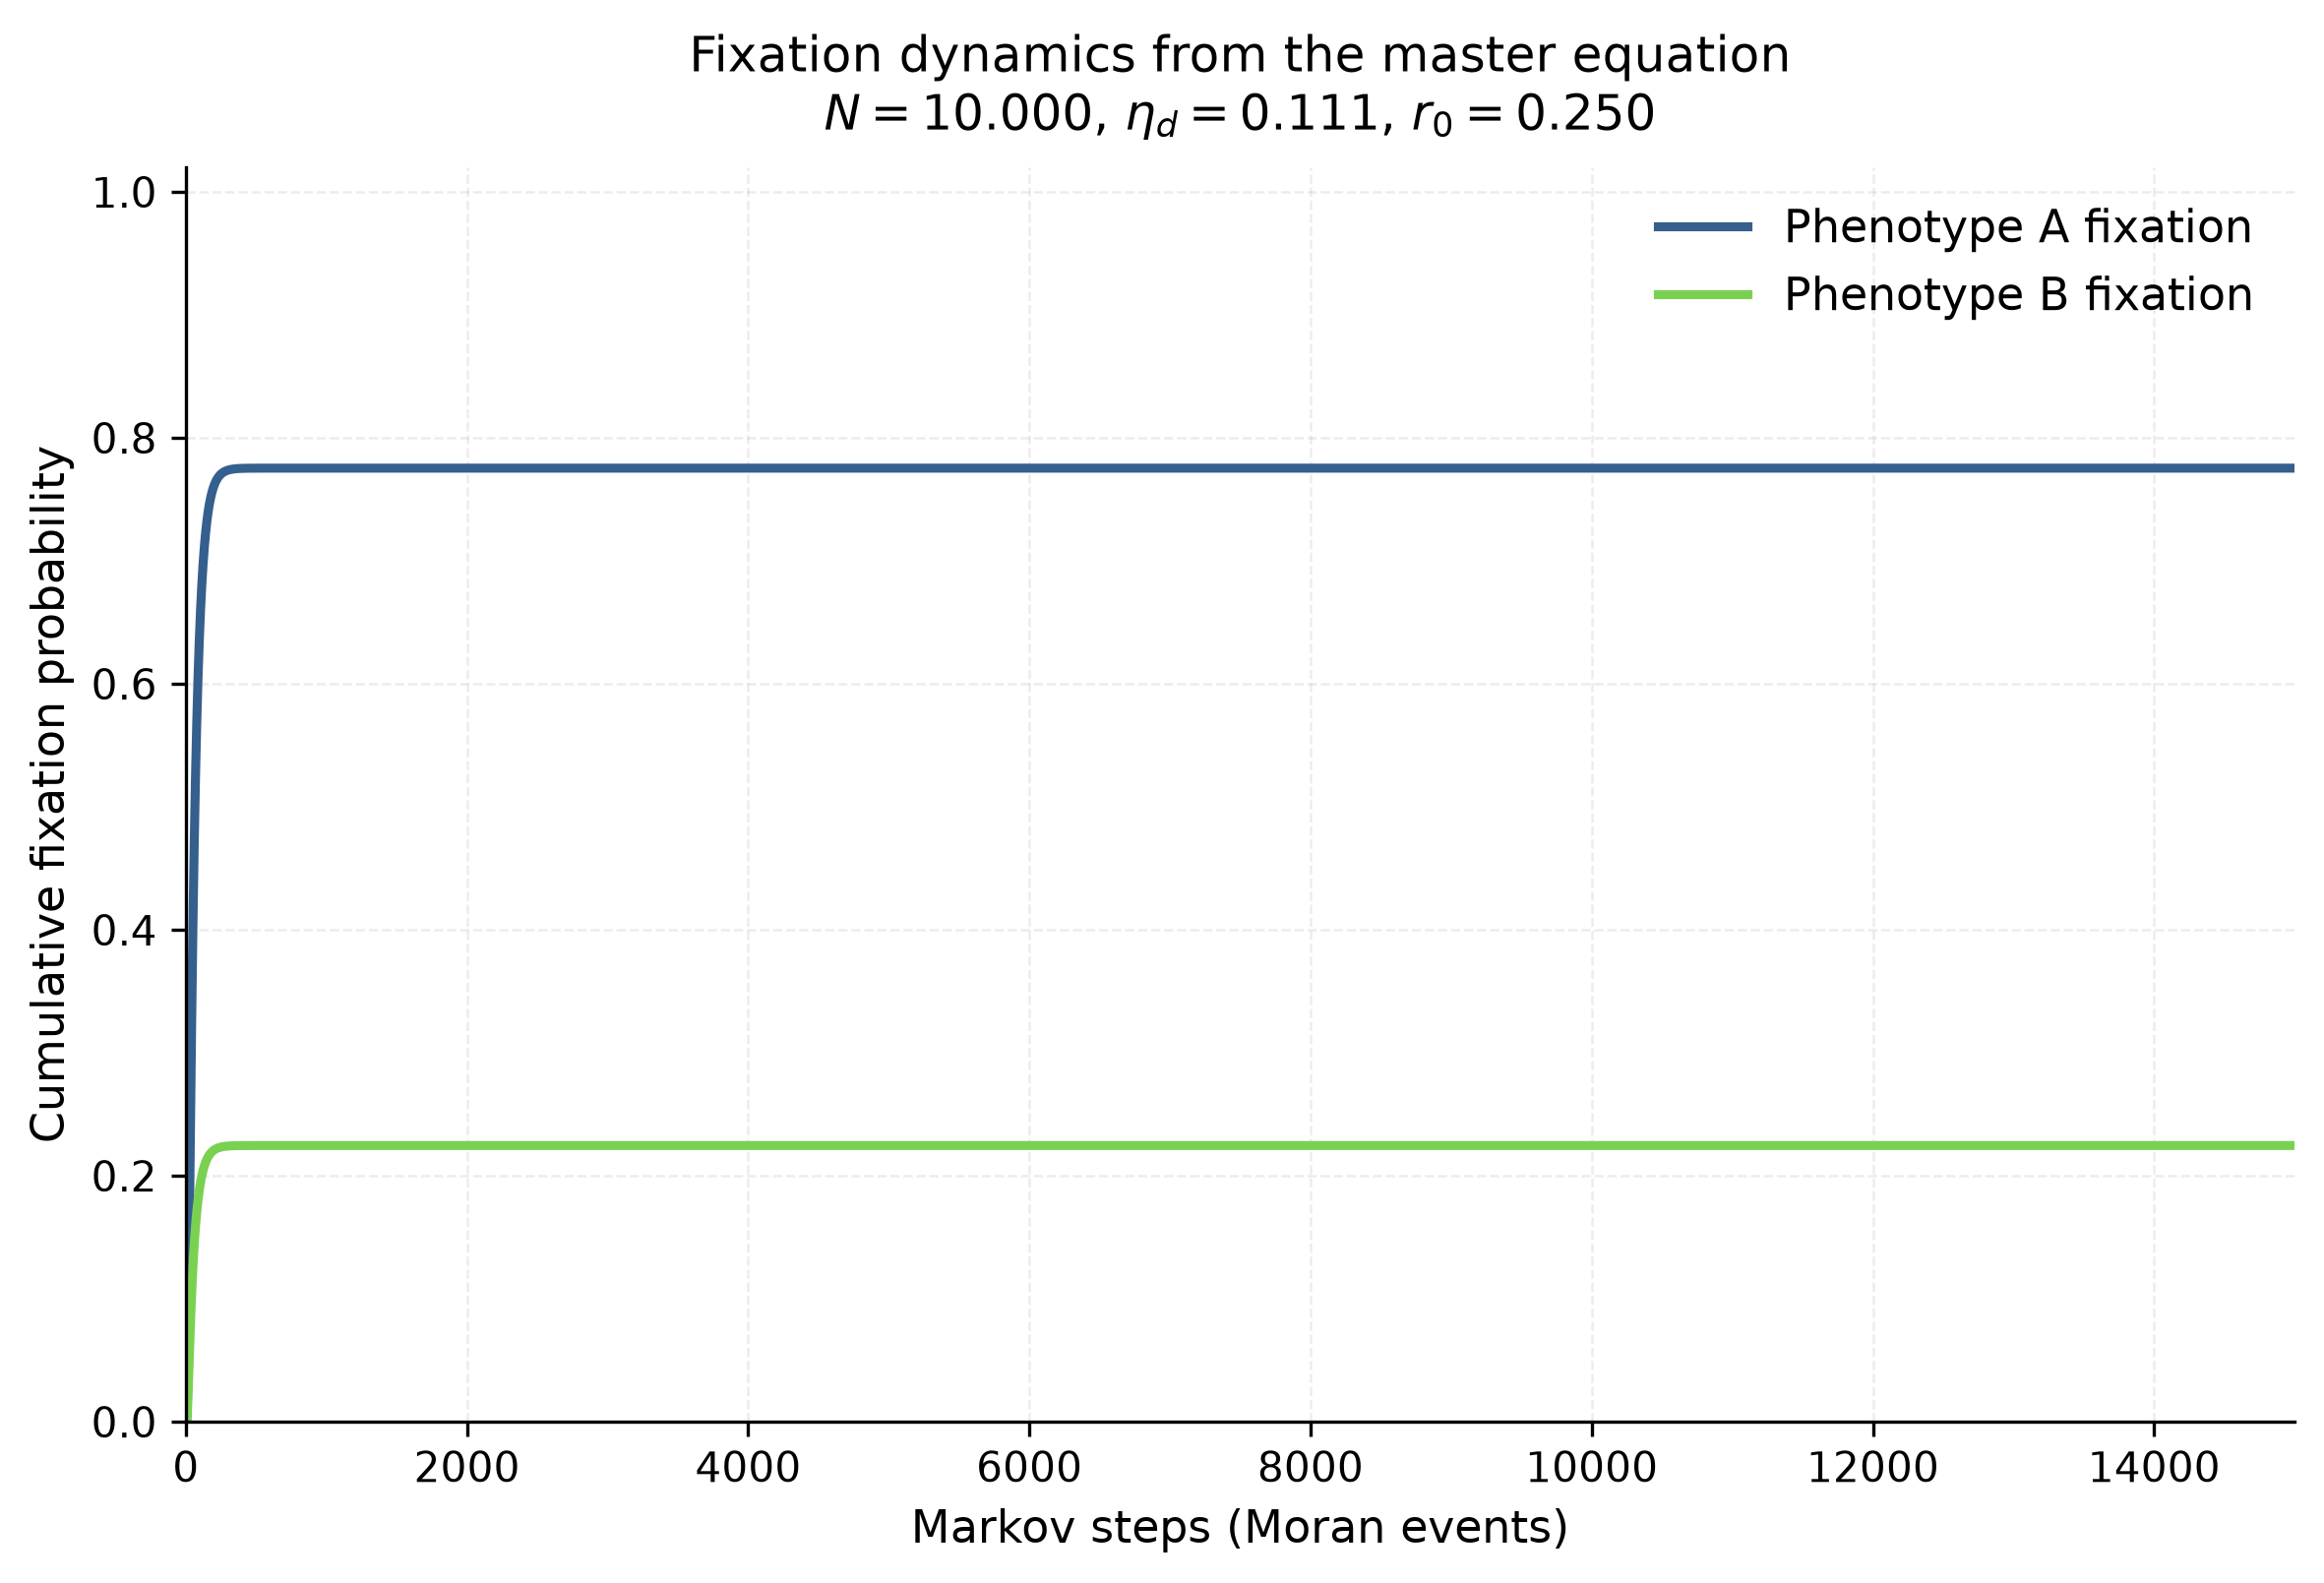 Fixation dynamics from the master equation
N = 10.000, η_d = 0.111, r_0 = 0.250
Cumulative fixation probability
1.0
0.8
0.6
0.4
0.2
0.0
Phenotype A fixation
Phenotype B fixation
0 2000 4000 6000 8000 10000 12000 14000
Markov steps (Moran events)